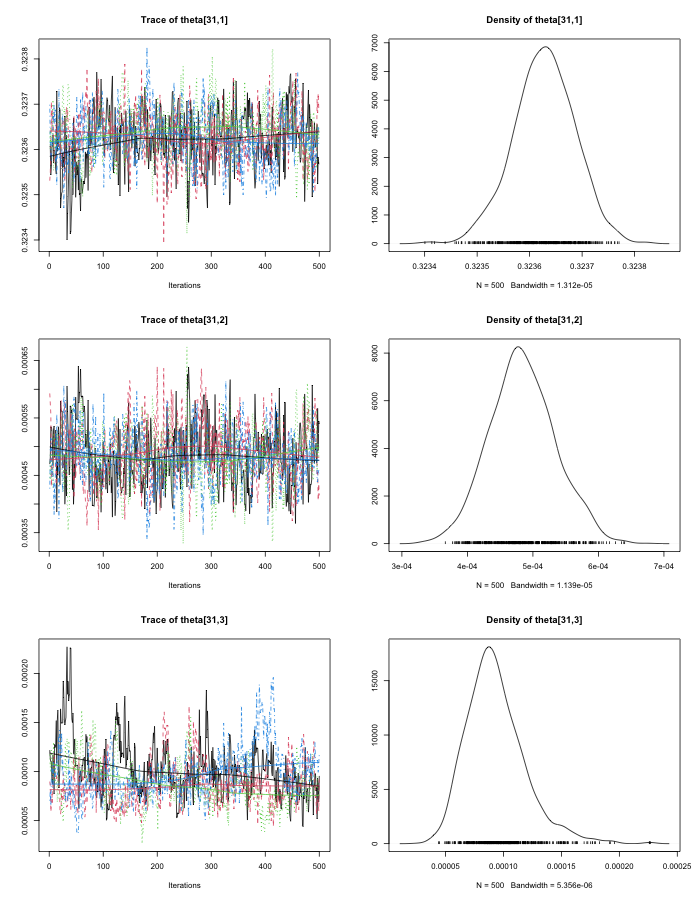 Trace of theta[31,1]
0.3234 0.3235 0.3236 0.3237 0.3238
0 100 200 300 400 500
Iterations
Density of theta[31,1]
0 1000 2000 3000 4000 5000 6000 7000
0.3234 0.3235 0.3236 0.3237 0.3238
N = 500 Bandwidth = 1.312e-05
Trace of theta[31,2]
0.00035 0.00045 0.00055 0.00065
0 100 200 300 400 500
Iterations
Density of theta[31,2]
0 2000 4000 6000 8000
3e-04 4e-04 5e-04 6e-04 7e-04
N = 500 Bandwidth = 1.139e-05
Trace of theta[31,3]
0.00005 0.00010 0.00015 0.00020
0 100 200 300 400 500
Iterations
Density of theta[31,3]
0 5000 10000 15000
0.00005 0.00010 0.00015 0.00020 0.00025
N = 500 Bandwidth = 5.356e-06